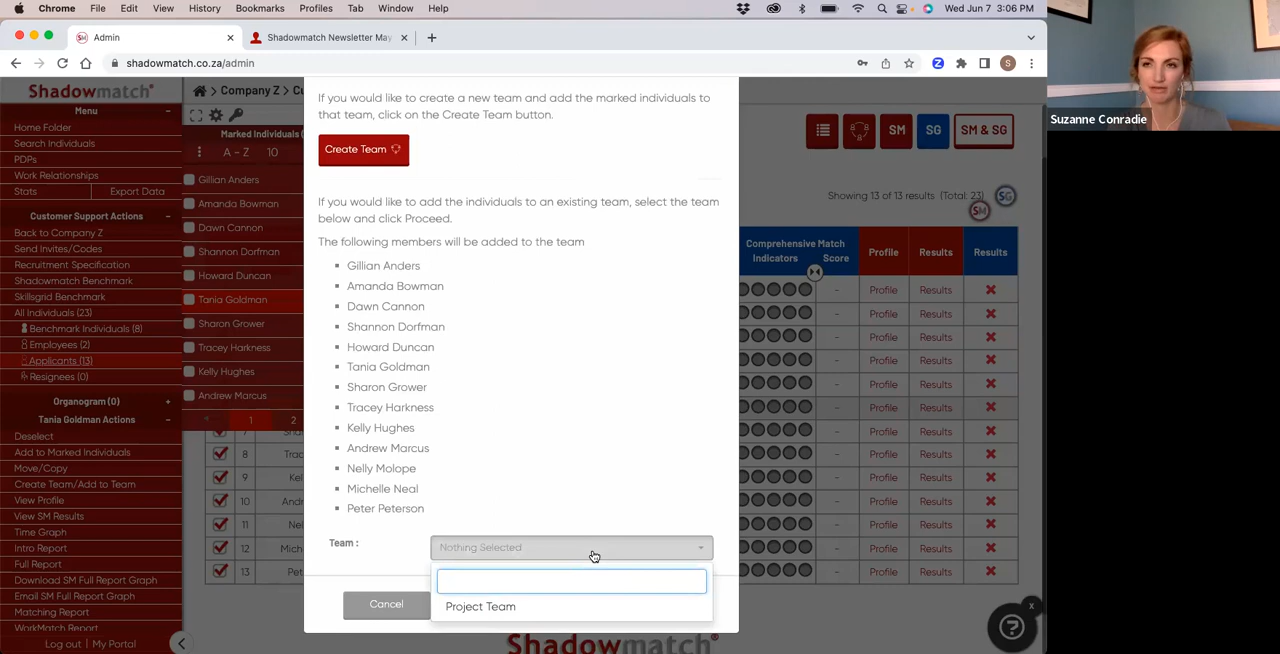 Chrome File Edit View History Bookmarks Profiles Tab Window Help Wed Jun 7 3:06 PM
Admin Shadowmatch Newsletter May
shadowmatch.co.za/admin
Suzanne Conradie
Shadowmatch®
Menu
Home Folder
Search Individuals
PDPs
Work Relationships
Stats Export Data
Customer Support Actions
Back to Company Z
Send Invites/Codes
Recruitment Specification
Shadowmatch Benchmark
Skillsgrid Benchmark
All Individuals (23)
Benchmark Individuals (8)
Employees (2)
Applicants (13)
Resignees (0)
Organogram (0)
Tania Goldman Actions
Deselect
Add to Marked Individuals
Move/Copy
Create Team/Add to Team
View Profile
View SM Results
Time Graph
Intro Report
Full Report
Download SM Full Report Graph
Email SM Full Report Graph
Matching Report
WorkMatch Report
Log out | My Portal
> Company Z >
Marked Individuals
A - Z 10
Gillian Anders
Amanda Bowman
Dawn Cannon
Shannon Dorfman
Howard Duncan
Tania Goldman
Sharon Grower
Tracey Harkness
Kelly Hughes
Andrew Marcus
1 2
7
8
9
10
11
12
13
If you would like to create a new team and add the marked individuals to
that team, click on the Create Team button.
Create Team
If you would like to add the individuals to an existing team, select the team
below and click Proceed.
The following members will be added to the team
Gillian Anders
Amanda Bowman
Dawn Cannon
Shannon Dorfman
Howard Duncan
Tania Goldman
Sharon Grower
Tracey Harkness
Kelly Hughes
Andrew Marcus
Nelly Molope
Michelle Neal
Peter Peterson
Team :
Nothing Selected
Project Team
Cancel
SM SG SM & SG
Showing 13 of 13 results (Total: 23)
SM SG
Comprehensive Match
Indicators Score
Profile Results Results
- Profile Results
- Profile Results
- Profile Results
- Profile Results
- Profile Results
- Profile Results
- Profile Results
- Profile Results
- Profile Results
- Profile Results
- Profile Results
- Profile Results
- Profile Results
Shadowmatch®